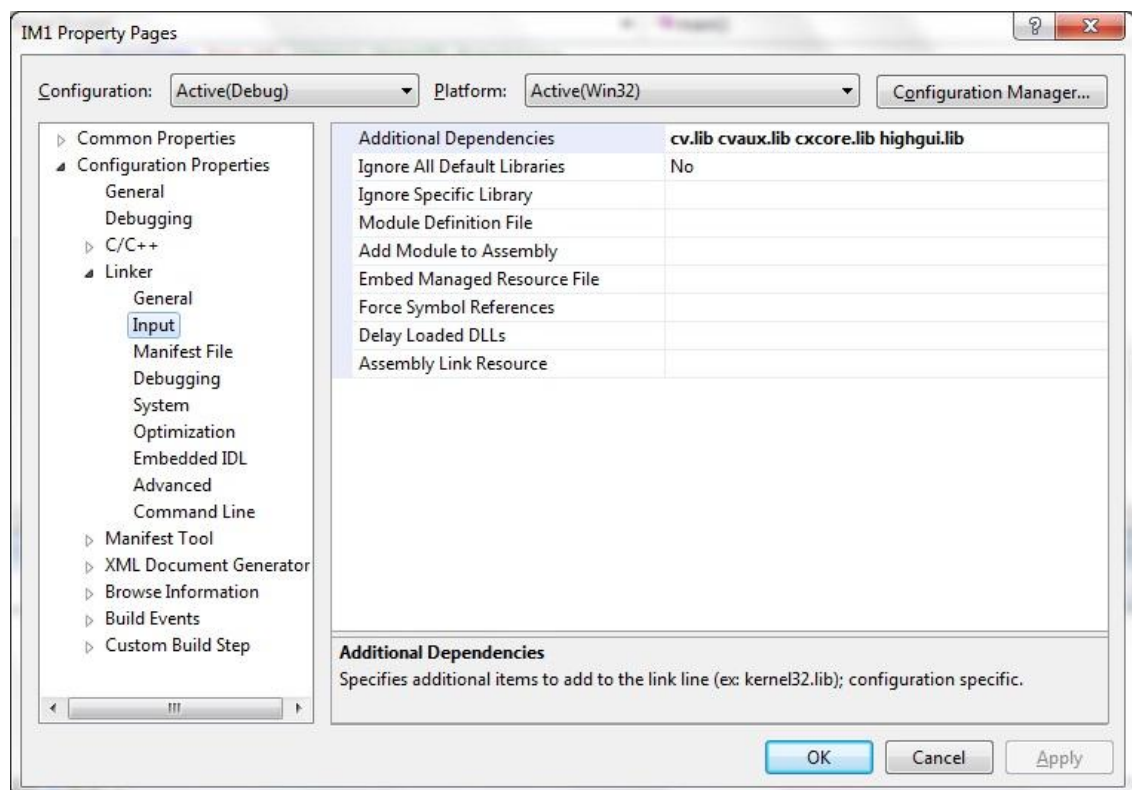 IM1 Property Pages
Configuration: Active(Debug) Platform: Active(Win32) Configuration Manager...
Common Properties
Configuration Properties
General
Debugging
C/C++
Linker
General
Input
Manifest File
Debugging
System
Optimization
Embedded IDL
Advanced
Command Line
Manifest Tool
XML Document Generator
Browse Information
Build Events
Custom Build Step
Additional Dependencies cv.lib cvaux.lib cxcore.lib highgui.lib
Ignore All Default Libraries No
Ignore Specific Library
Module Definition File
Add Module to Assembly
Embed Managed Resource File
Force Symbol References
Delay Loaded DLLs
Assembly Link Resource
Additional Dependencies
Specifies additional items to add to the link line (ex: kernel32.lib); configuration specific.
OK Cancel Apply